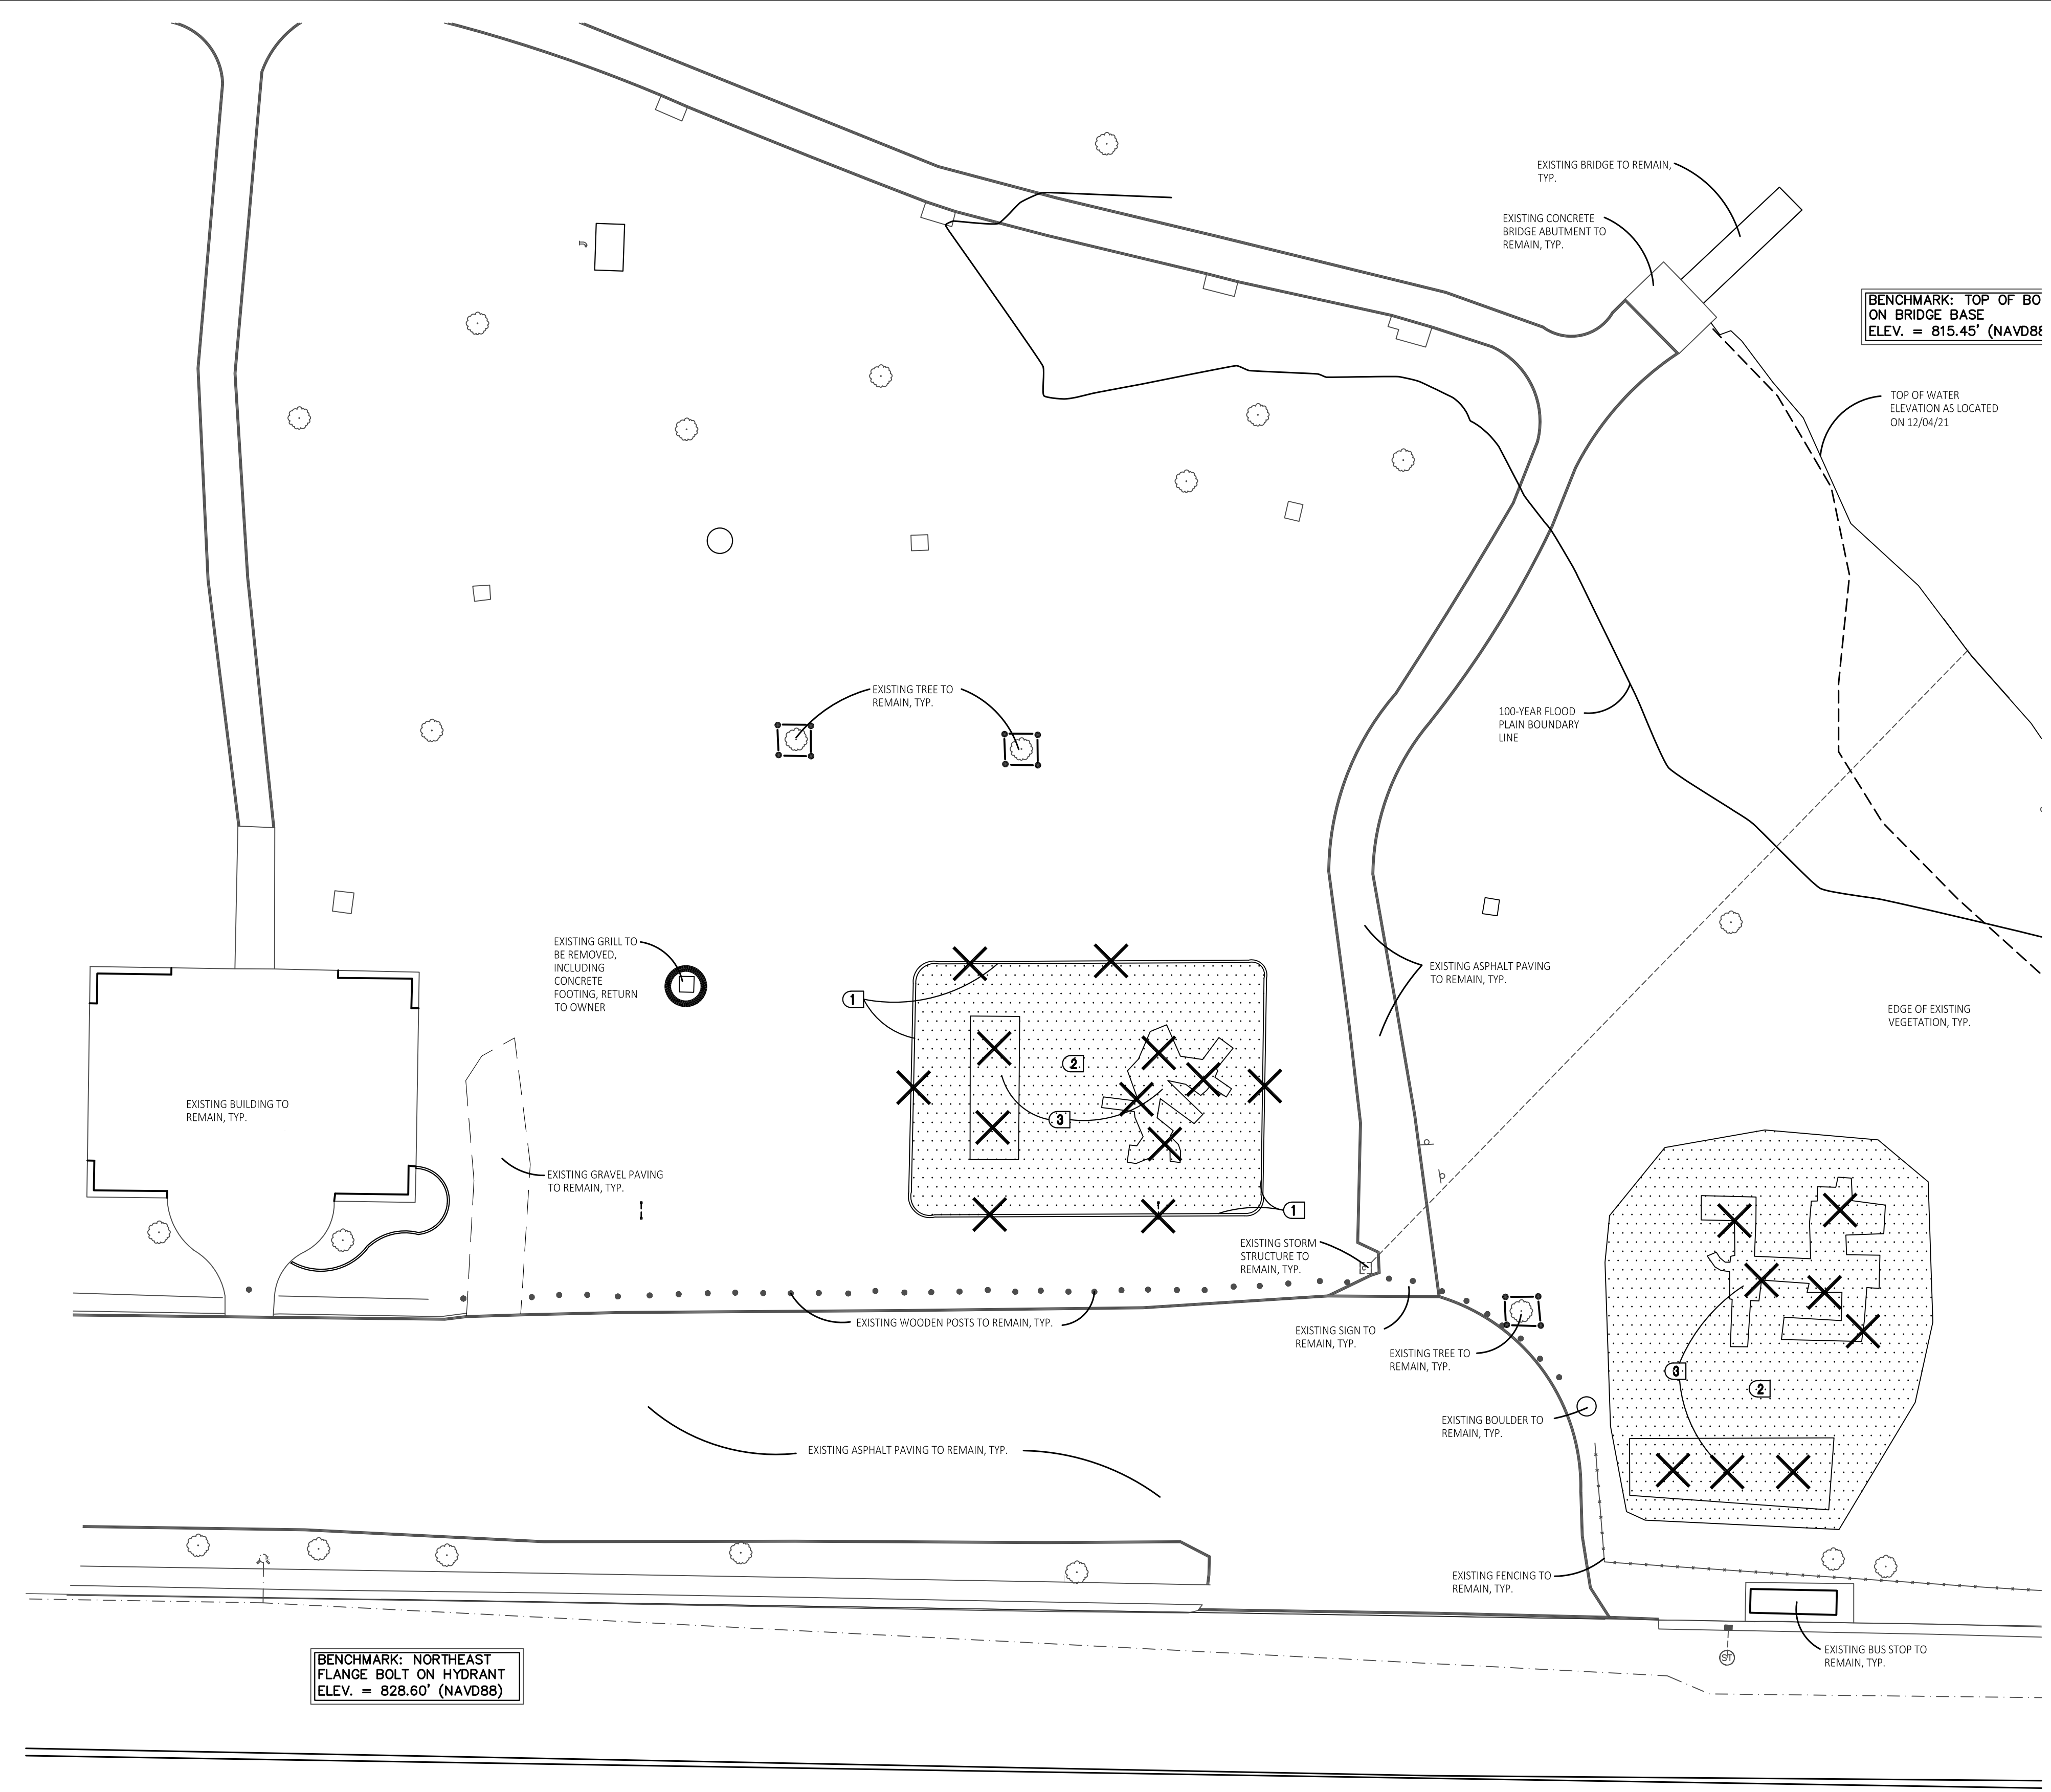 EXISTING BRIDGE TO REMAIN,
TYP.
EXISTING CONCRETE
BRIDGE ABUTMENT TO
REMAIN, TYP.
BENCHMARK: TOP OF BO
ON BRIDGE BASE
ELEV. = 815.45' (NAVD88
TOP OF WATER
ELEVATION AS LOCATED
ON 12/04/21
EXISTING TREE TO
REMAIN, TYP.
100-YEAR FLOOD
PLAIN BOUNDARY
LINE
EXISTING GRILL TO
BE REMOVED,
INCLUDING
CONCRETE
FOOTING, RETURN
TO OWNER
1
EXISTING ASPHALT PAVING
TO REMAIN, TYP.
EDGE OF EXISTING
VEGETATION, TYP.
2
3
EXISTING BUILDING TO
REMAIN, TYP.
EXISTING GRAVEL PAVING
TO REMAIN, TYP.
1
EXISTING STORM
STRUCTURE TO
REMAIN, TYP.
EXISTING WOODEN POSTS TO REMAIN, TYP.
EXISTING SIGN TO
REMAIN, TYP.
EXISTING TREE TO
REMAIN, TYP.
3
2
EXISTING BOULDER TO
REMAIN, TYP.
EXISTING ASPHALT PAVING TO REMAIN, TYP.
EXISTING FENCING TO
REMAIN, TYP.
EXISTING BUS STOP TO
REMAIN, TYP.
ST
BENCHMARK: NORTHEAST
FLANGE BOLT ON HYDRANT
ELEV. = 828.60' (NAVD88)